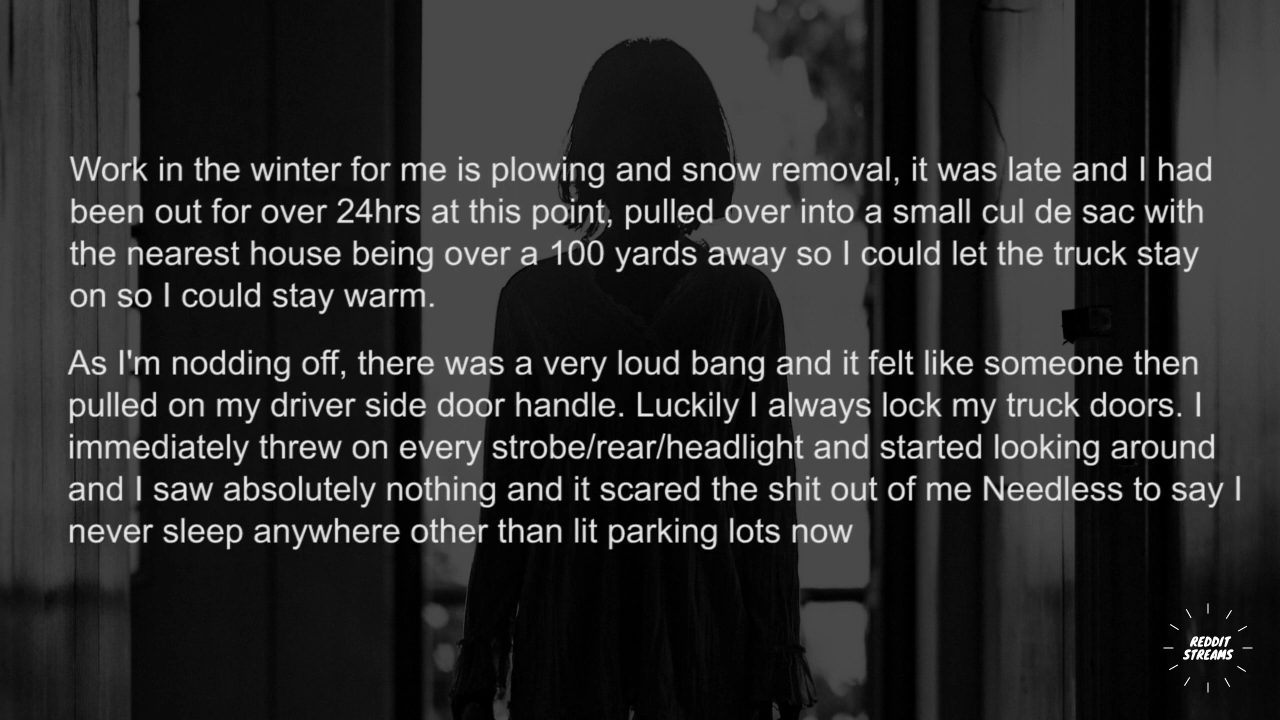 Work in the winter for me is plowing and snow removal, it was late and I had
been out for over 24hrs at this point, pulled over into a small cul de sac with
the nearest house being over a 100 yards away so I could let the truck stay
on so I could stay warm.
As I'm nodding off, there was a very loud bang and it felt like someone then
pulled on my driver side door handle. Luckily I always lock my truck doors. I
immediately threw on every strobe/rear/headlight and started looking around
and I saw absolutely nothing and it scared the shit out of me Needless to say I
never sleep anywhere other than lit parking lots now
REDDIT
STREAMS